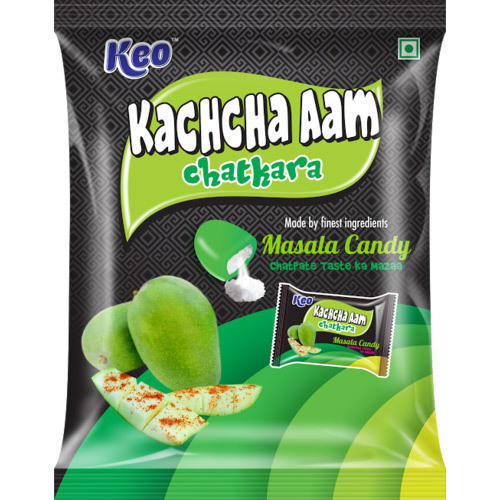 Keo™
KACHCHA AAM
chatkara
Made by finest ingredients
Masala Candy
Chatpate Taste Ka Mazaa
Keo
KACHCHA AAM
chatkara
Masala Candy